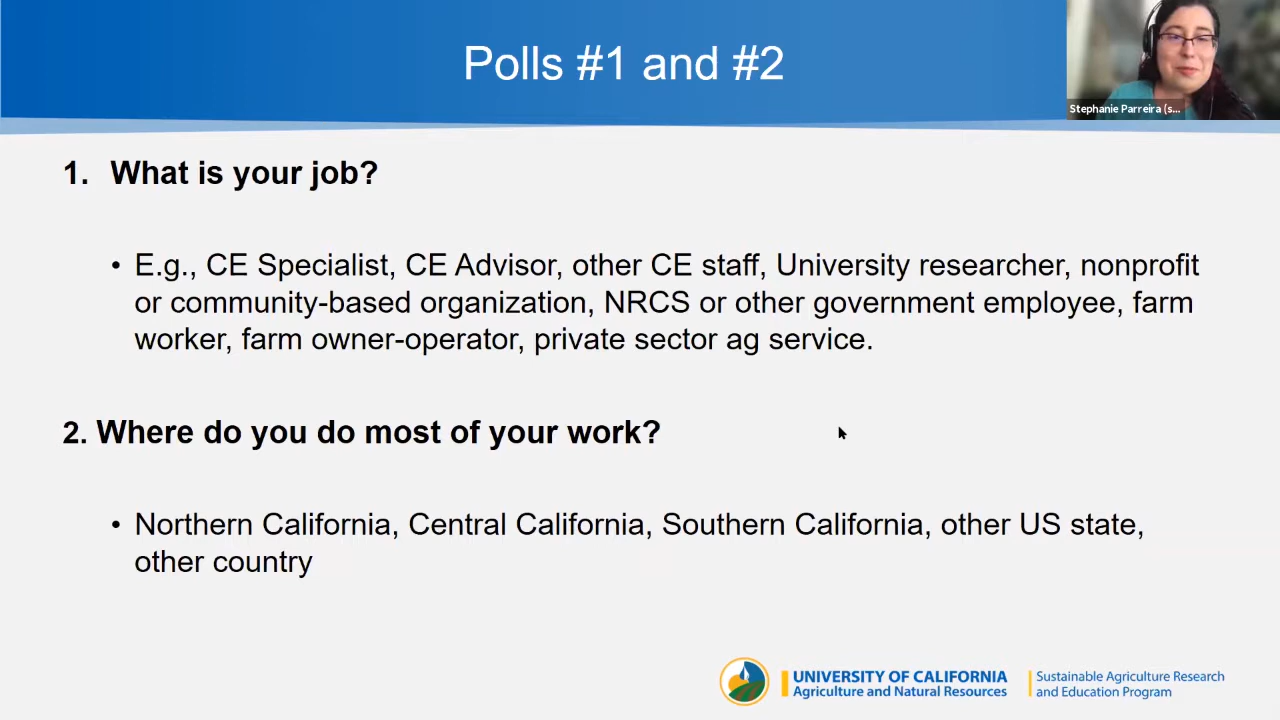 Polls #1 and #2
Stephanie Parreira (s...
1. What is your job?
• E.g., CE Specialist, CE Advisor, other CE staff, University researcher, nonprofit
or community-based organization, NRCS or other government employee, farm
worker, farm owner-operator, private sector ag service.
2. Where do you do most of your work?
• Northern California, Central California, Southern California, other US state,
other country
UNIVERSITY OF CALIFORNIA
Agriculture and Natural Resources
Sustainable Agriculture Research
and Education Program